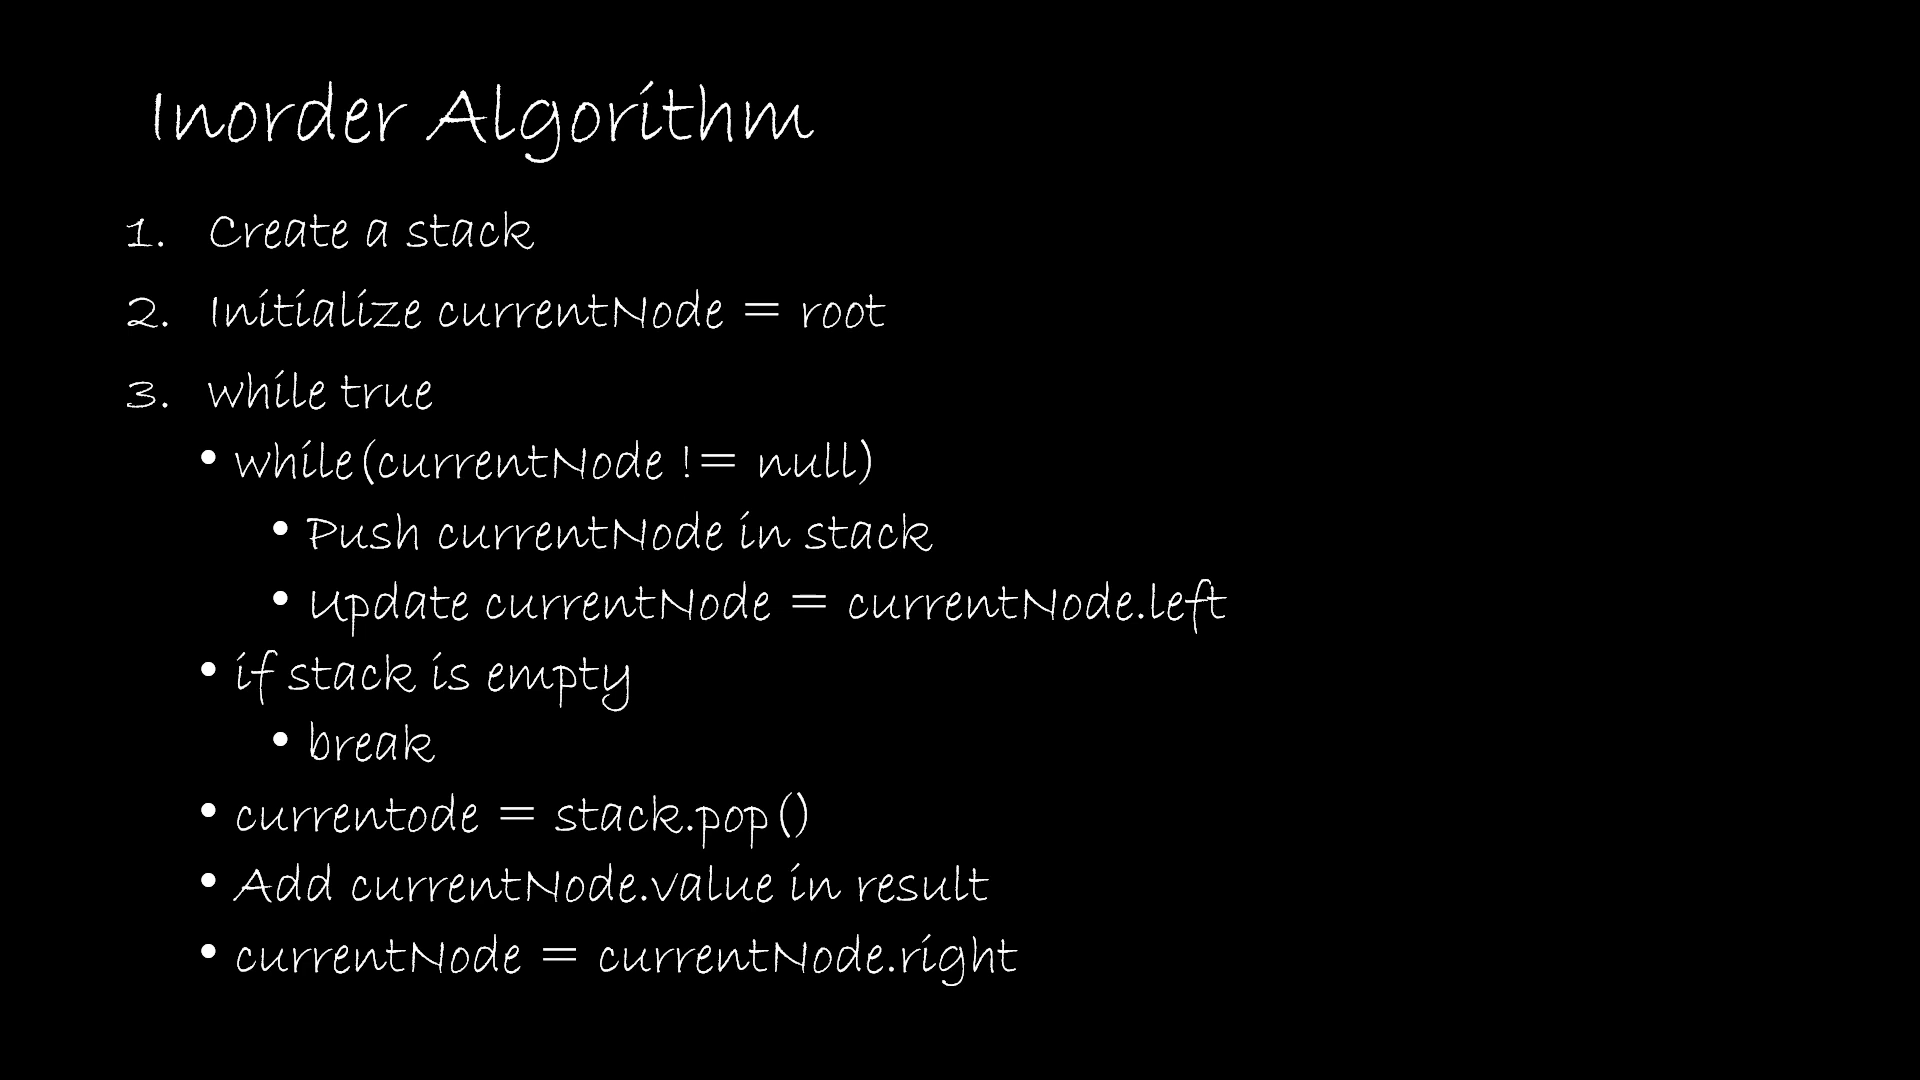 Inorder Algorithm
1. Create a stack
2. Initialize currentNode = root
3. while true
• while(currentNode != null)
• Push currentNode in stack
• Update currentNode = currentNode.left
• if stack is empty
• break
• currentode = stack.pop()
• Add currentNode.value in result
• currentNode = currentNode.right